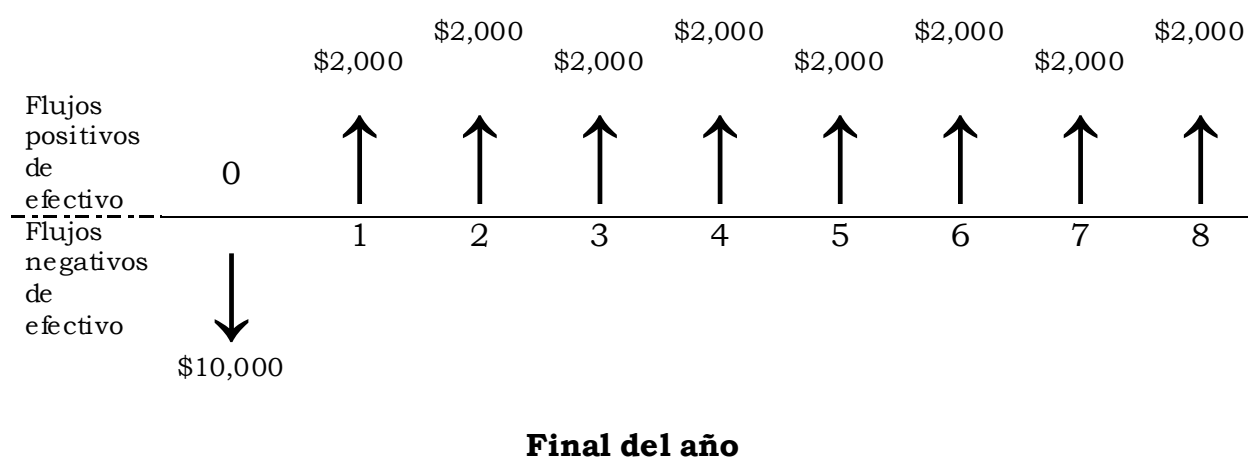 $2,000 $2,000 $2,000 $2,000
$2,000 $2,000 $2,000 $2,000
Flujos
positivos
de
efectivo
0
Flujos
negativos
de
efectivo
1 2 3 4 5 6 7 8
$10,000
Final del año